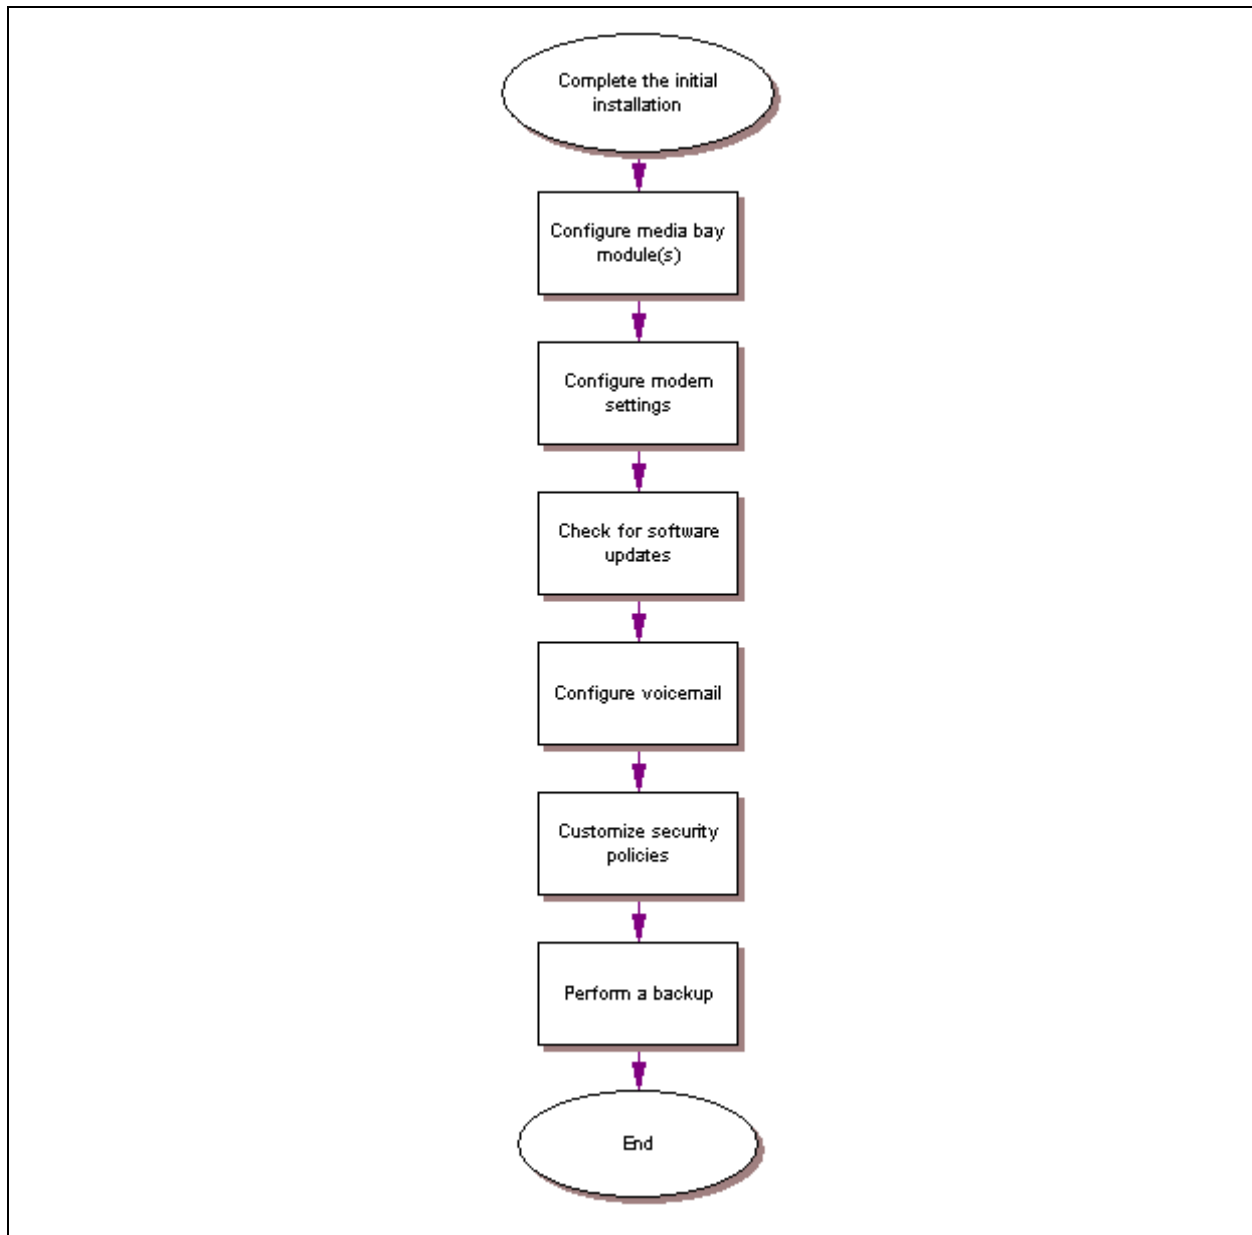 Complete the initial
installation
Configure media bay
module(s)
Configure modem
settings
Check for software
updates
Configure voicemail
Customize security
policies
Perform a backup
End